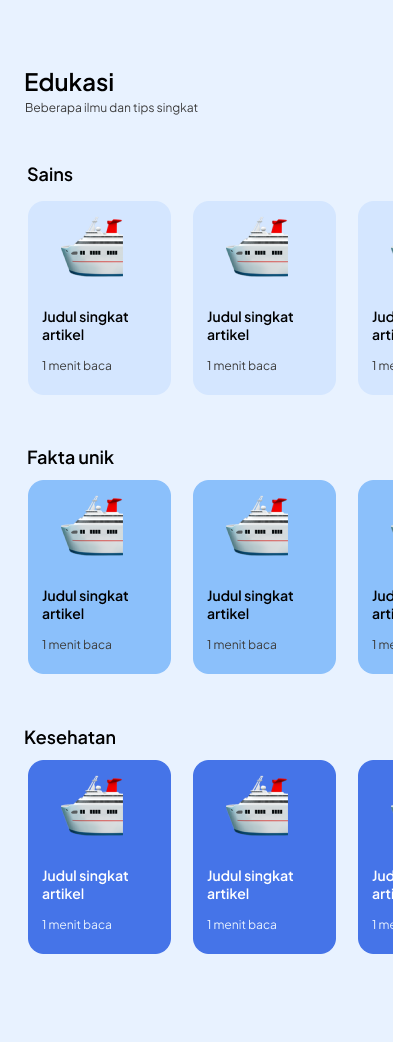 Edukasi
Beberapa ilmu dan tips singkat
Sains
Judul singkat
artikel
1 menit baca
Judul singkat
artikel
1 menit baca
Fakta unik
Judul singkat
artikel
1 menit baca
Judul singkat
artikel
1 menit baca
Kesehatan
Judul singkat
artikel
1 menit baca
Judul singkat
artikel
1 menit baca